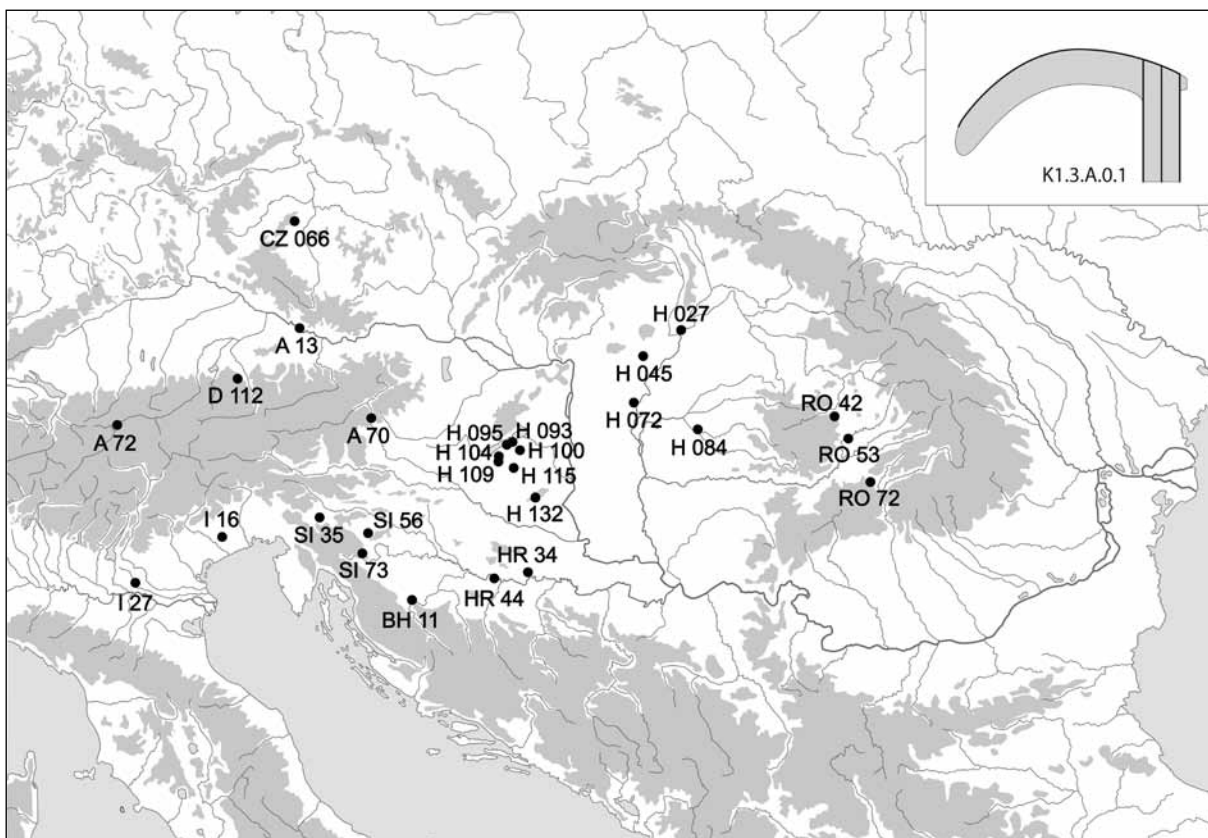 K1.3.A.0.1
CZ 066
A 13
H 027
H 045
D 112
H 072
RO 42
A 72
A 70
H 095
H 093
H 084
H 104
H 100
RO 53
H 109
H 115
RO 72
H 132
I 16
SI 35
SI 56
SI 73
HR 34
I 27
HR 44
BH 11